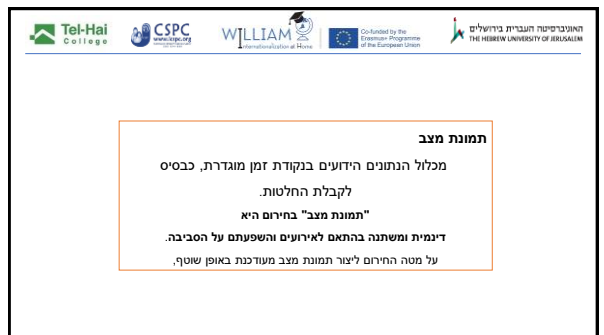 Tel-Hai
College
CSPC
www.icspc.org
WILLIAM
Internationalization at Home
Co-funded by the
Erasmus+ Programme
of the European Union
האוניברסיטה העברית בירושלים
THE HEBREW UNIVERSITY OF JERUSALEM
תמונת מצב
מכלול הנתונים הידועים בנקודת זמן מוגדרת, כבסיס
לקבלת החלטות.
"תמונת מצב" בחירום היא
דינמית ומשתנה בהתאם לאירועים והשפעתם על הסביבה.
על מטה החירום ליצור תמונת מצב מעודכנת באופן שוטף,